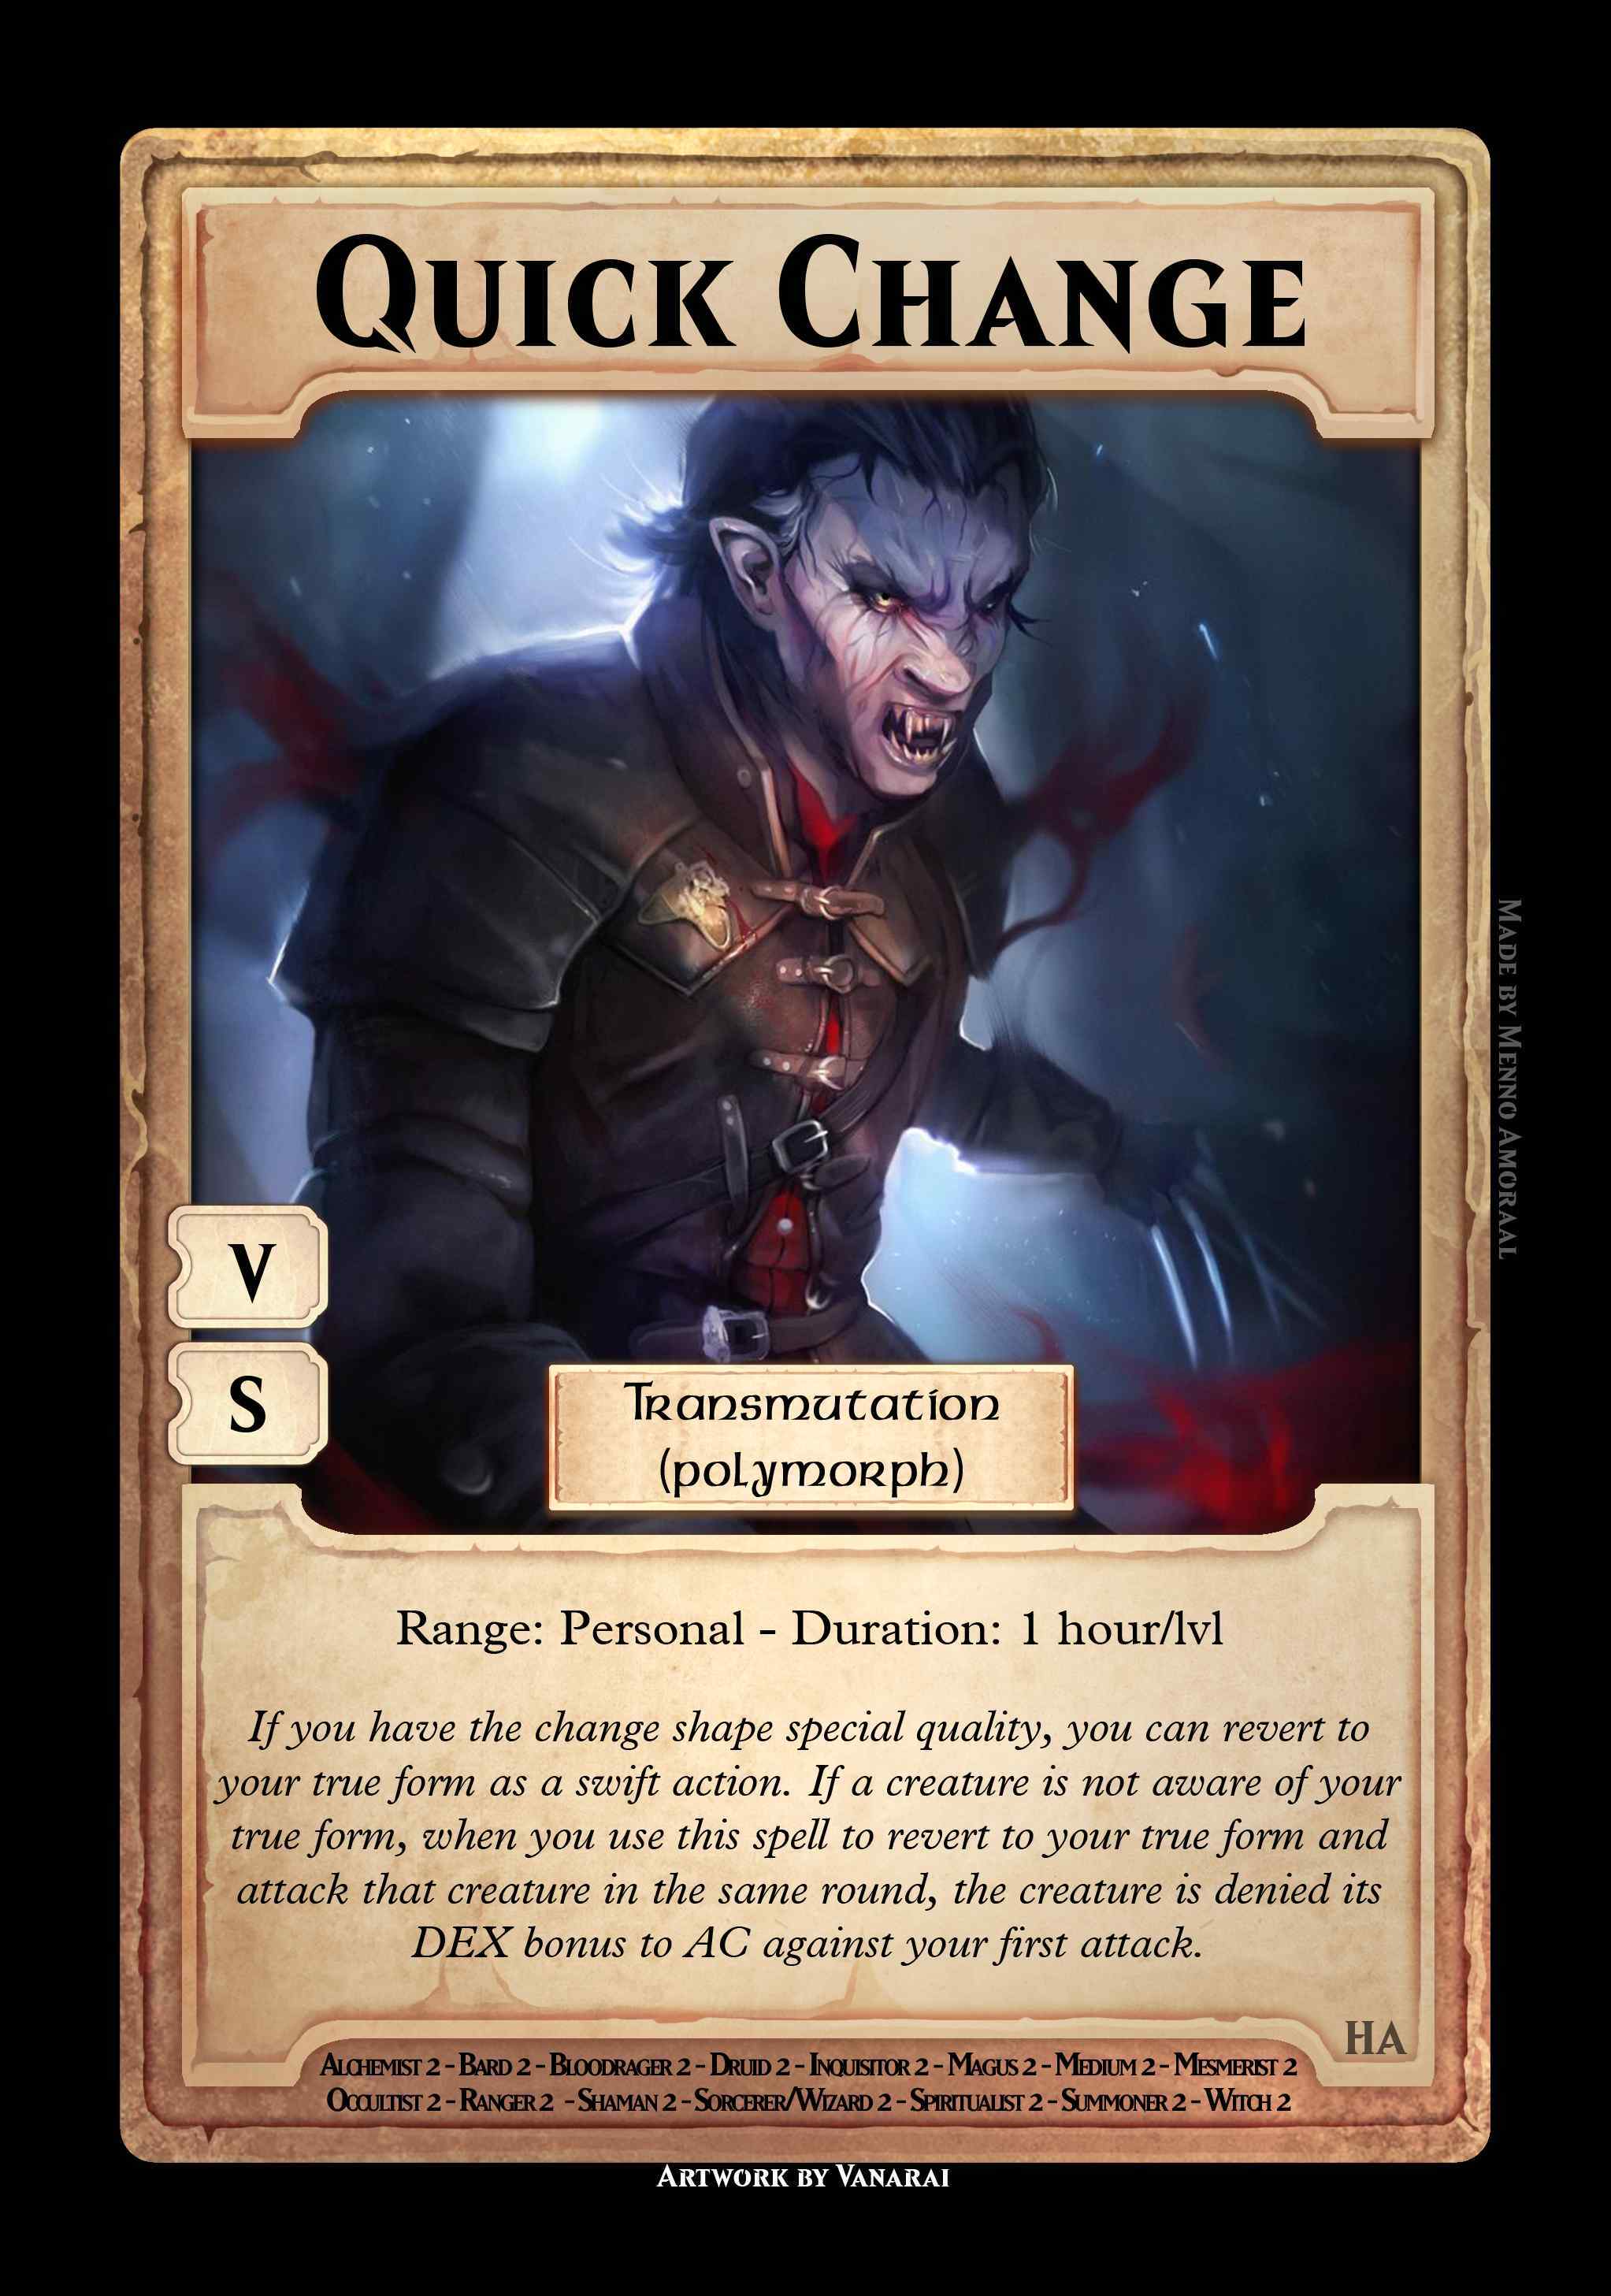 Quick Change
Made by Menno Amoraal
V
S
Transmutation
(polymorph)
Range: Personal - Duration: 1 hour/lvl
If you have the change shape special quality, you can revert to
your true form as a swift action. If a creature is not aware of your
true form, when you use this spell to revert to your true form and
attack that creature in the same round, the creature is denied its
DEX bonus to AC against your first attack.
HA
Alchemist 2 - Bard 2 - Bloodrager 2 - Druid 2 - Inquisitor 2 - Magus 2 - Medium 2 - Mesmerist 2
Occultist 2 - Ranger 2 - Shaman 2 - Sorcerer/Wizard 2 - Spiritualist 2 - Summoner 2 - Witch 2
Artwork by Vanarai